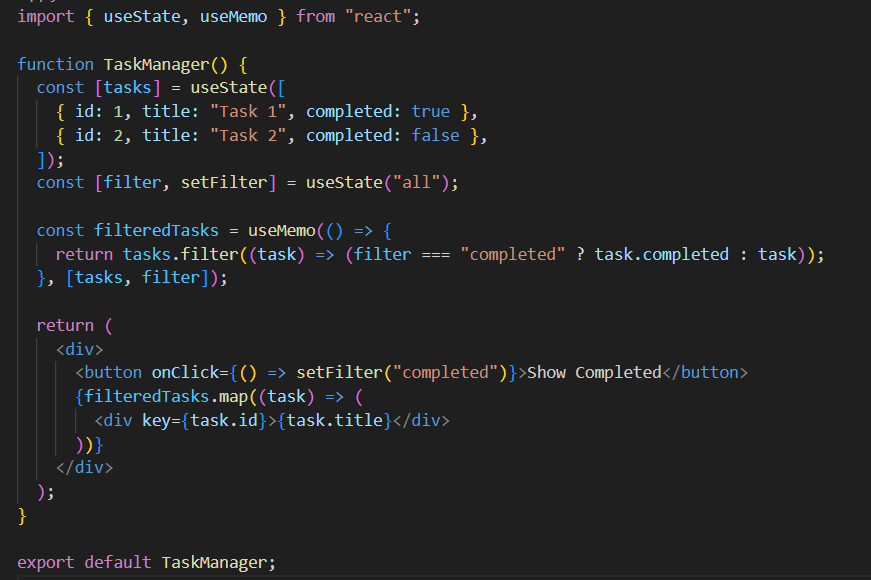 import { useState, useMemo } from "react";
function TaskManager() {
  const [tasks] = useState([
    { id: 1, title: "Task 1", completed: true },
    { id: 2, title: "Task 2", completed: false },
  ]);
  const [filter, setFilter] = useState("all");
  const filteredTasks = useMemo(() => {
    return tasks.filter((task) => (filter === "completed" ? task.completed : task));
  }, [tasks, filter]);
  return (
    <div>
      <button onClick={() => setFilter("completed")}>Show Completed</button>
      {filteredTasks.map((task) => (
        <div key={task.id}>{task.title}</div>
      ))}
    </div>
  );
}
export default TaskManager;